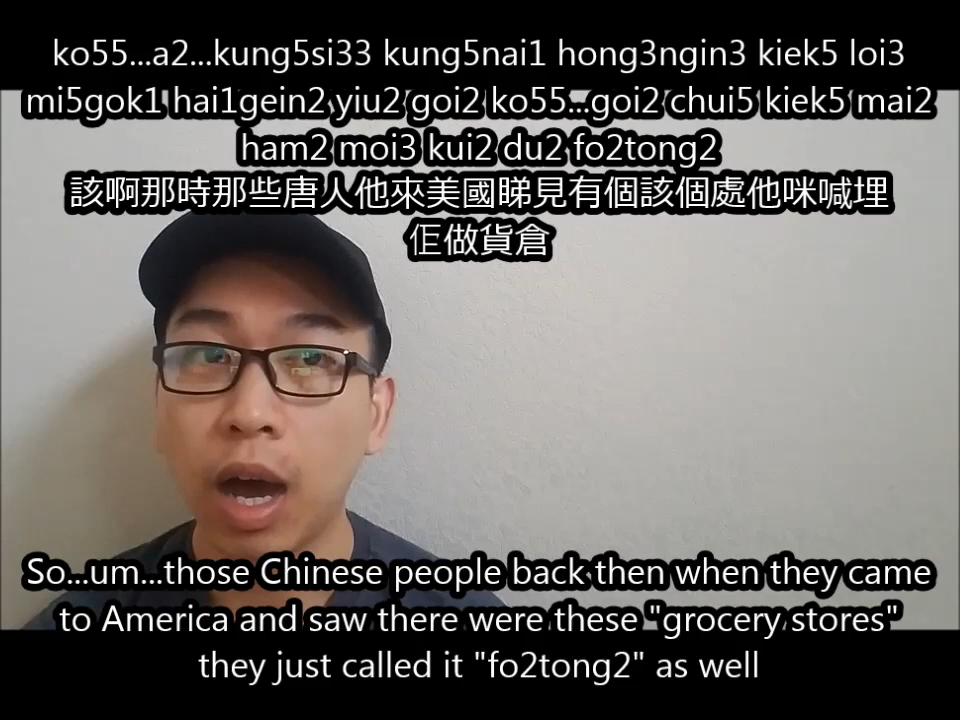 ko55...a2...kung5si33 kung5nai1 hong3ngin3 kiek5 loi3
mi5gok1 hai1gein2 yiu2 goi2 ko55...goi2 chui5 kiek5 mai2
ham2 moi3 kui2 du2 fo2tong2
該啊那時那些唐人他來美國睇見有個該個處他咪喊埋
佢做貨倉
So...um...those Chinese people back then when they came
to America and saw there were these "grocery stores"
they just called it "fo2tong2" as well